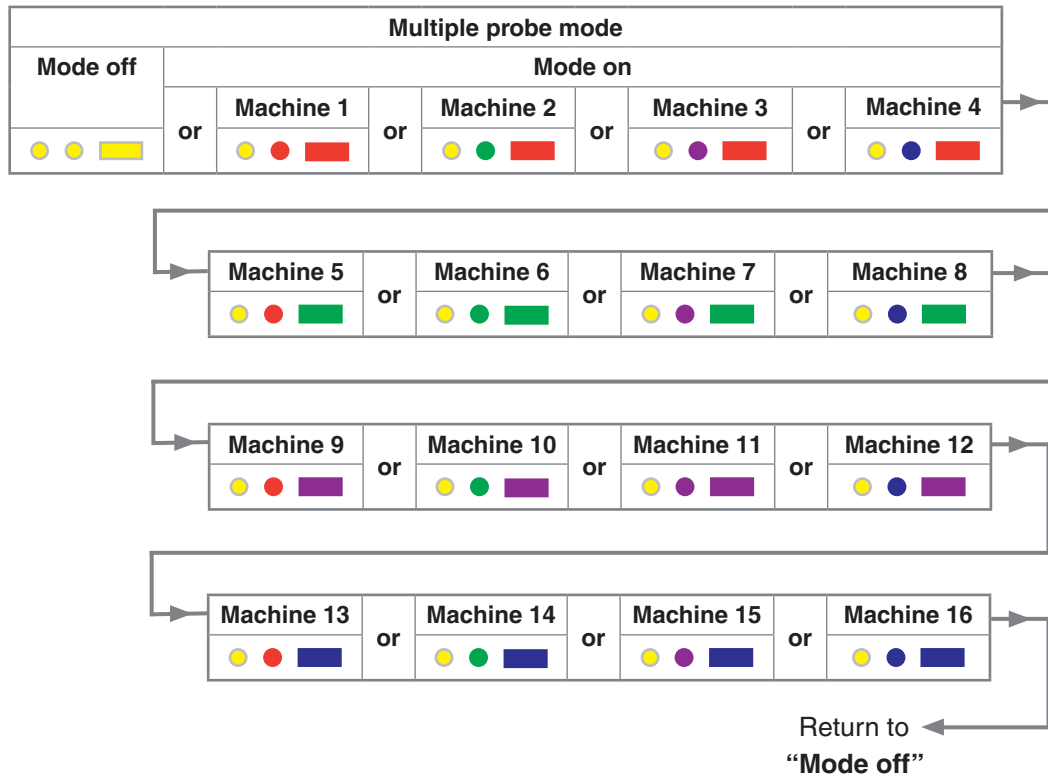 Multiple probe mode
Mode off
Mode on
or
Machine 1
or
Machine 2
or
Machine 3
or
Machine 4
Machine 5
or
Machine 6
or
Machine 7
or
Machine 8
Machine 9
or
Machine 10
or
Machine 11
or
Machine 12
Machine 13
or
Machine 14
or
Machine 15
or
Machine 16
Return to
“Mode off”